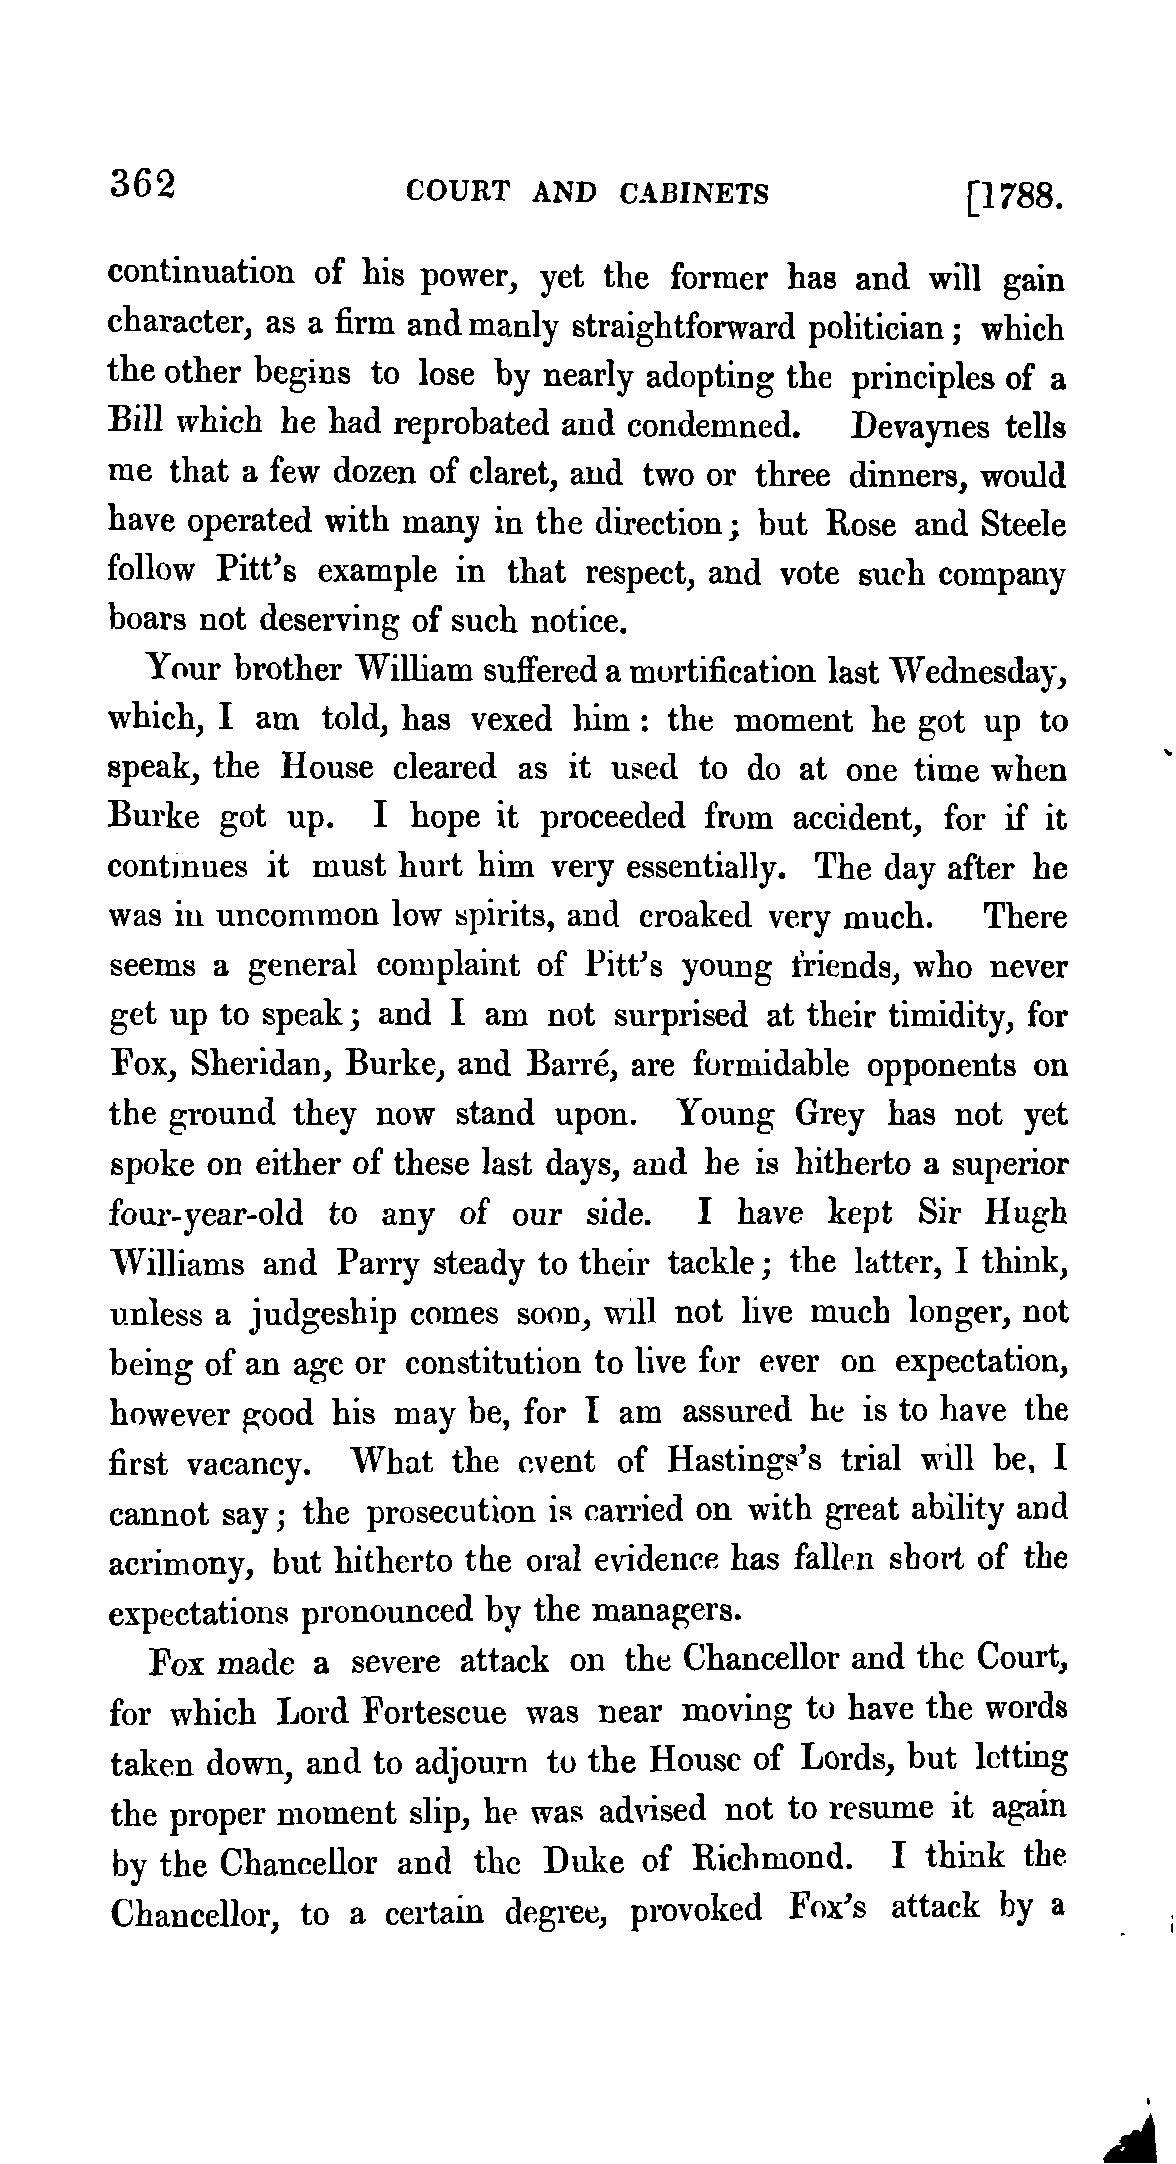 362 COURT AND CABINETS [1788.
continuation of his power, yet the former has and will gain
character, as a firm and manly straightforward politician; which
the other begins to lose by nearly adopting the principles of a
Bill which he had reprobated and condemned. Devaynes tells
me that a few dozen of claret, and two or three dinners, would
have operated with many in the direction; but Rose and Steele
follow Pitt's example in that respect, and vote such company
boars not deserving of such notice.
Your brother William suffered a mortification last Wednesday,
which, I am told, has vexed him: the moment he got up to
speak, the House cleared as it used to do at one time when
Burke got up. I hope it proceeded from accident, for if it
continues it must hurt him very essentially. The day after he
was in uncommon low spirits, and croaked very much. There
seems a general complaint of Pitt's young friends, who never
get up to speak; and I am not surprised at their timidity, for
Fox, Sheridan, Burke, and Barré, are formidable opponents on
the ground they now stand upon. Young Grey has not yet
spoke on either of these last days, and he is hitherto a superior
four-year-old to any of our side. I have kept Sir Hugh
Williams and Parry steady to their tackle; the latter, I think,
unless a judgeship comes soon, will not live much longer, not
being of an age or constitution to live for ever on expectation,
however good his may be, for I am assured he is to have the
first vacancy. What the event of Hastings's trial will be, I
cannot say; the prosecution is carried on with great ability and
acrimony, but hitherto the oral evidence has fallen short of the
expectations pronounced by the managers.
Fox made a severe attack on the Chancellor and the Court,
for which Lord Fortescue was near moving to have the words
taken down, and to adjourn to the House of Lords, but letting
the proper moment slip, he was advised not to resume it again
by the Chancellor and the Duke of Richmond. I think the
Chancellor, to a certain degree, provoked Fox's attack by a